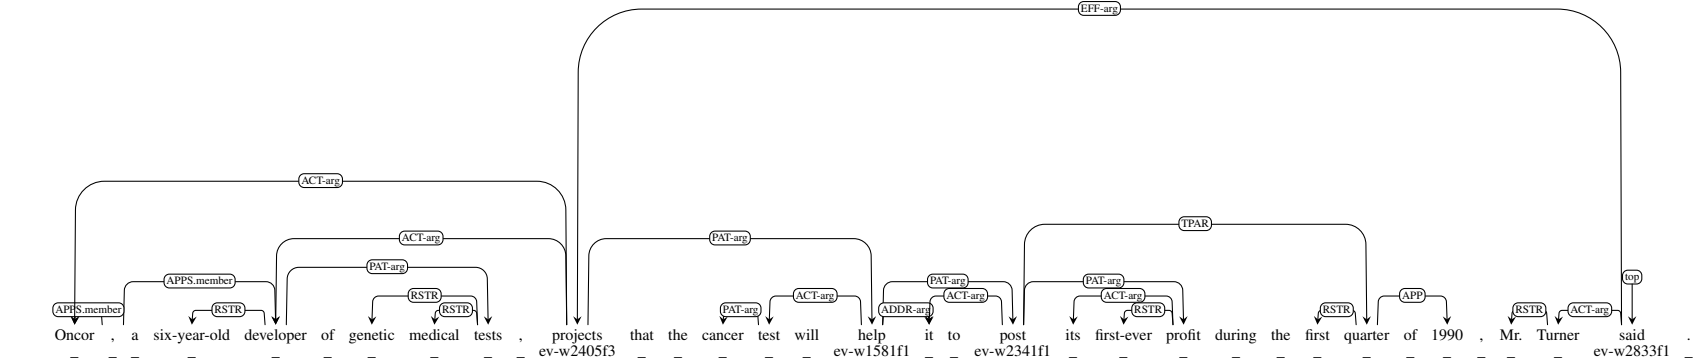 EFF-arg
ACT-arg
TPAR
ACT-arg PAT-arg
PAT-arg
top
APPS.member PAT-arg PAT-arg
RSTR ACT-arg ACT-arg ACT-arg APP
APPS.member RSTR RSTR PAT-arg ADDR-arg RSTR RSTR RSTR ACT-arg
Oncor , a six-year-old developer of genetic medical tests , projects that the cancer test will help it to post its first-ever profit during the first quarter of 1990 , Mr. Turner said .
_ _ _ _ _ _ _ _ _ _ ev-w2405f3 _ _ _ _ _ ev-w1581f1 _ _ ev-w2341f1 _ _ _ _ _ _ _ _ _ _ _ _ ev-w2833f1 _